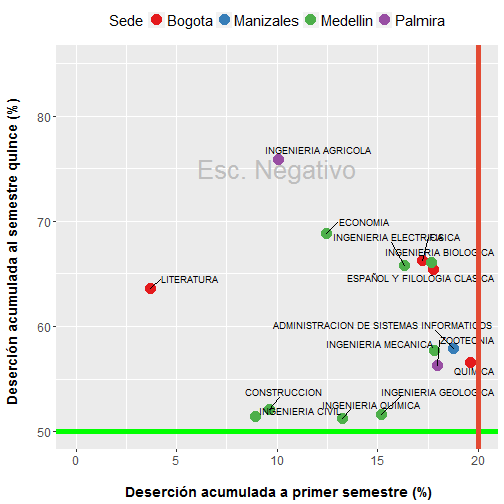 Sede Bogota Manizales Medellin Palmira
Deserción acumulada al semestre quince (%)
80
70
60
50
Esc. Negativo
INGENIERIA AGRICOLA
ECONOMIA
INGENIERIA ELECTRICA
FISICA
INGENIERIA BIOLOGICA
ESPAÑOL Y FILOLOGIA CLASICA
LITERATURA
ADMINISTRACION DE SISTEMAS INFORMATICOS
ZOOTECNIA
INGENIERIA MECANICA
QUIMICA
CONSTRUCCION
INGENIERIA GEOLOGICA
INGENIERIA QUIMICA
INGENIERIA CIVIL
0 5 10 15 20
Deserción acumulada a primer semestre (%)